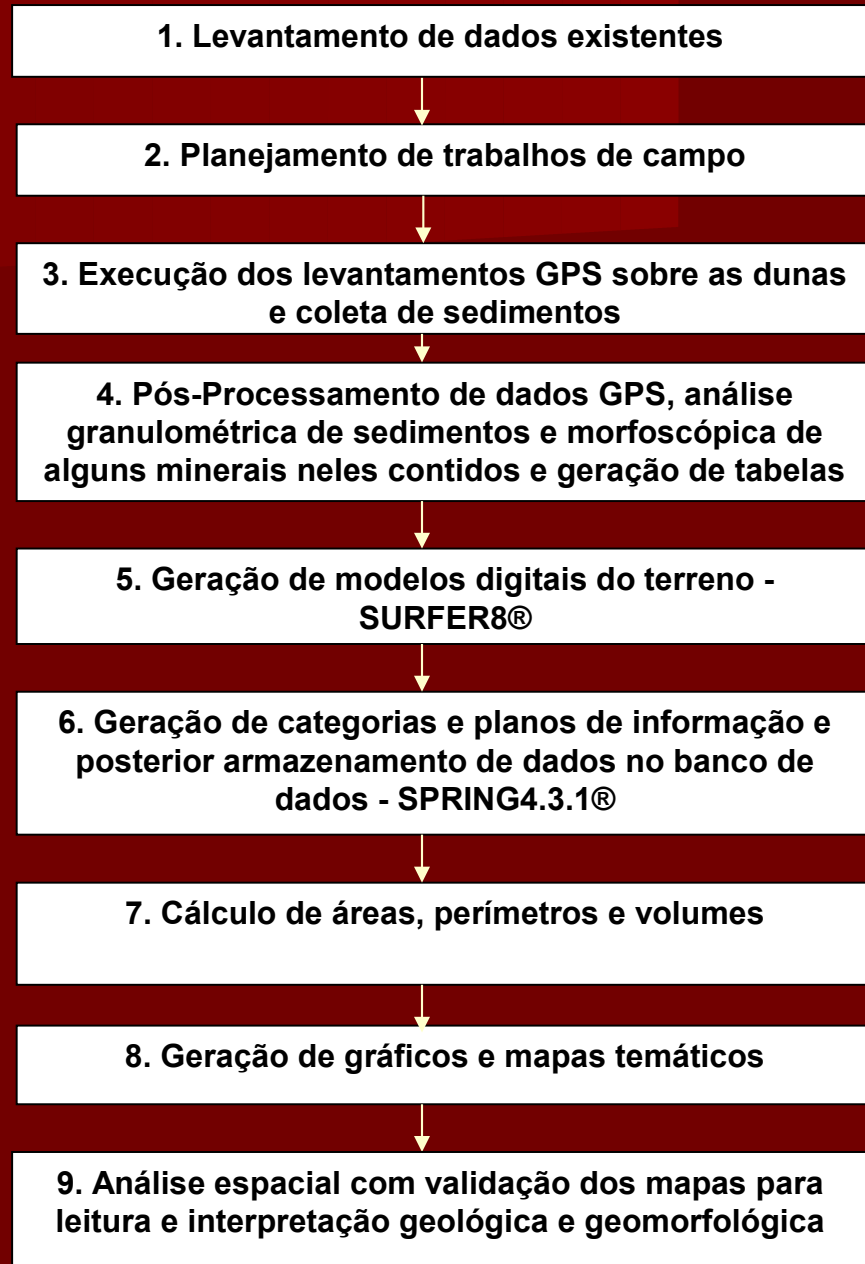 1. Levantamento de dados existentes
2. Planejamento de trabalhos de campo
3. Execução dos levantamentos GPS sobre as dunas
e coleta de sedimentos
4. Pós-Processamento de dados GPS, análise
granulométrica de sedimentos e morfoscópica de
alguns minerais neles contidos e geração de tabelas
5. Geração de modelos digitais do terreno -
SURFER8®
6. Geração de categorias e planos de informação e
posterior armazenamento de dados no banco de
dados - SPRING4.3.1®
7. Cálculo de áreas, perímetros e volumes
8. Geração de gráficos e mapas temáticos
9. Análise espacial com validação dos mapas para
leitura e interpretação geológica e geomorfológica